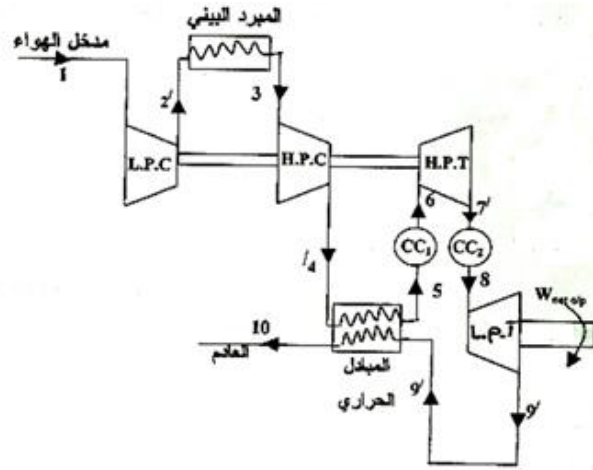 المبرد البيني
مدخل الهواء
1
2/
3
L.P.C
H.P.C
H.P.T
6
7/
CC1
CC2
/4
5
8
Wnet o/p
L.P.T
10
العادم
المبادل
الحراري
9/
9/